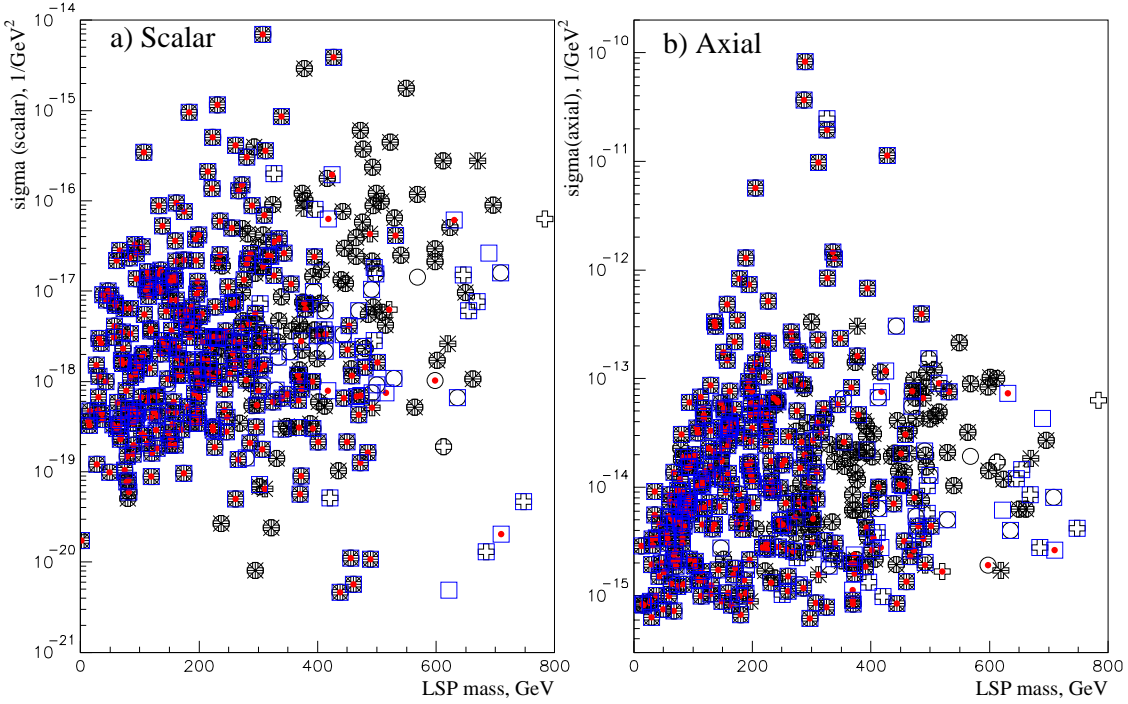 a) Scalar
sigma (scalar), 1/GeV²
10⁻¹⁴
10⁻¹⁵
10⁻¹⁶
10⁻¹⁷
10⁻¹⁸
10⁻¹⁹
10⁻²⁰
10⁻²¹
0 200 400 600 800
LSP mass, GeV
b) Axial
sigma(axial), 1/GeV²
10⁻¹⁰
10⁻¹¹
10⁻¹²
10⁻¹³
10⁻¹⁴
10⁻¹⁵
0 200 400 600 800
LSP mass, GeV